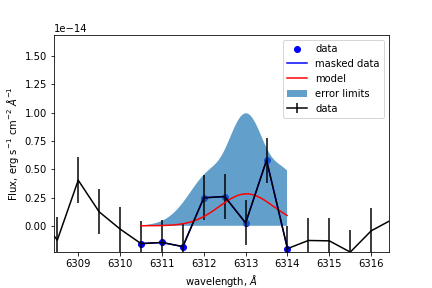 1e−14
data
masked data
model
error limits
data
1.50
1.25
1.00
0.75
0.50
0.25
0.00
Flux, erg s⁻¹ cm⁻² Å⁻¹
6309 6310 6311 6312 6313 6314 6315 6316
wavelength, Å